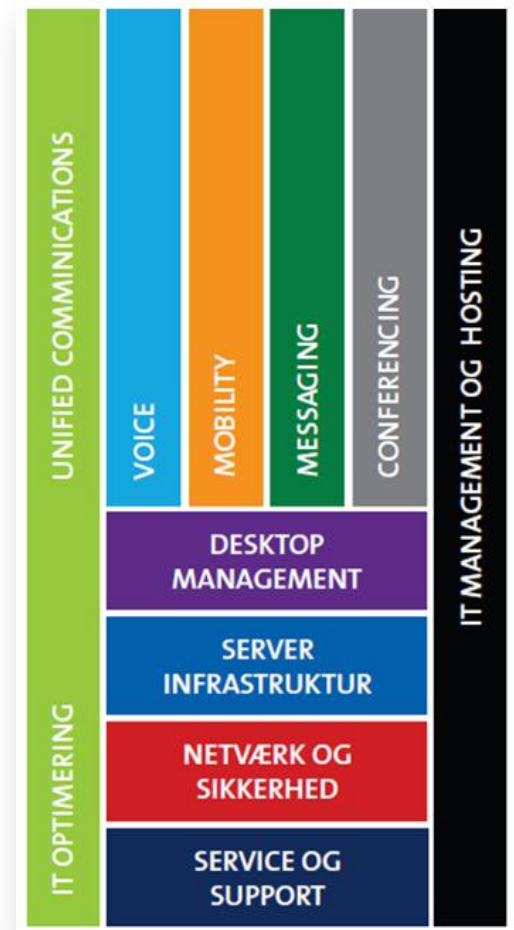 UNIFIED COMMINICATIONS
IT OPTIMERING
VOICE
MOBILITY
MESSAGING
CONFERENCING
DESKTOP
MANAGEMENT
SERVER
INFRASTRUKTUR
NETVÆRK OG
SIKKERHED
SERVICE OG
SUPPORT
IT MANAGEMENT OG HOSTING